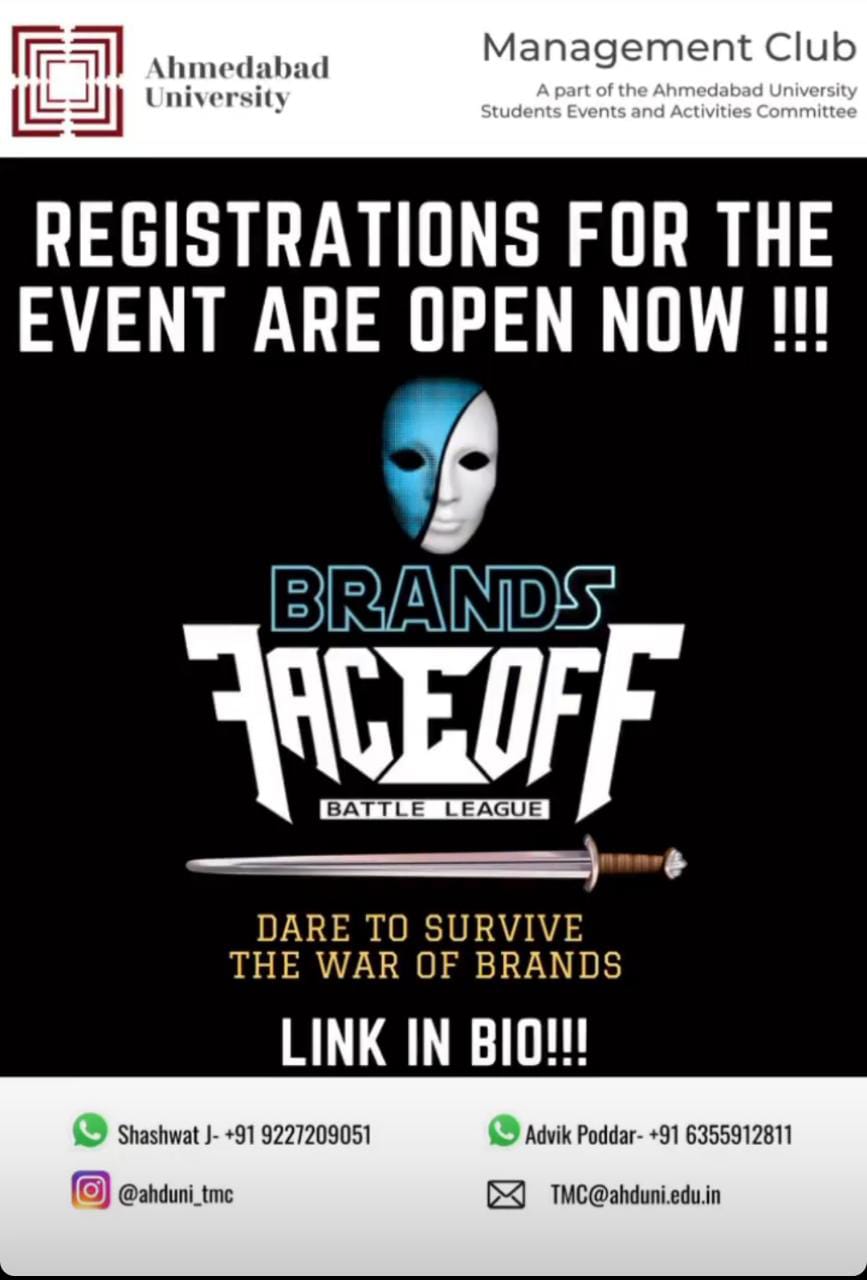 Ahmedabad
University
Management Club
A part of the Ahmedabad University
Students Events and Activities Committee
REGISTRATIONS FOR THE
EVENT ARE OPEN NOW !!!
BRANDS
FACEOFF
BATTLE LEAGUE
DARE TO SURVIVE
THE WAR OF BRANDS
LINK IN BIO!!!
Shashwat J- +91 9227209051
Advik Poddar- +91 6355912811
@ahduni_tmc
TMC@ahduni.edu.in